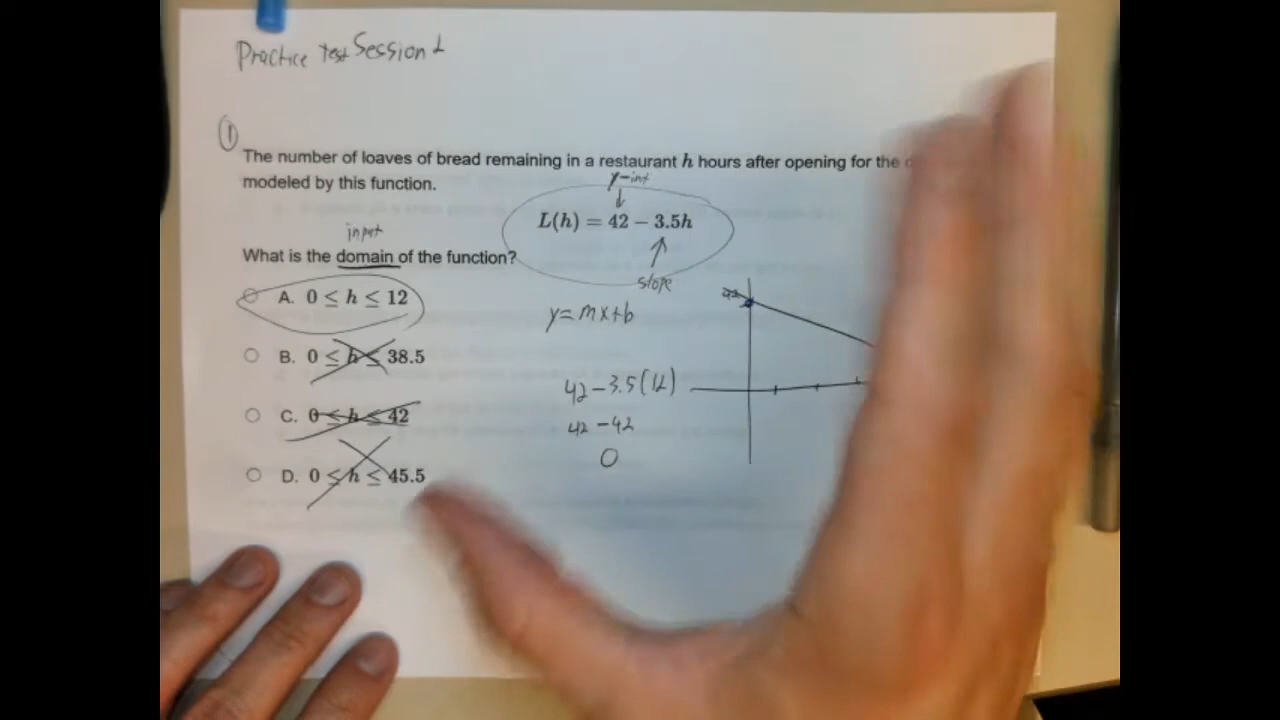 Practice Test Session 1
①
The number of loaves of bread remaining in a restaurant h hours after opening for the
modeled by this function.
y-int
L(h) = 42 − 3.5h
input
What is the domain of the function?
slope
A. 0 ≤ h ≤ 12
42
y=mx+b
B. 0 ≤ h ≤ 38.5
42−3.5(12)
C. 0 ≤ h ≤ 42
42−42
0
D. 0 ≤ h ≤ 45.5